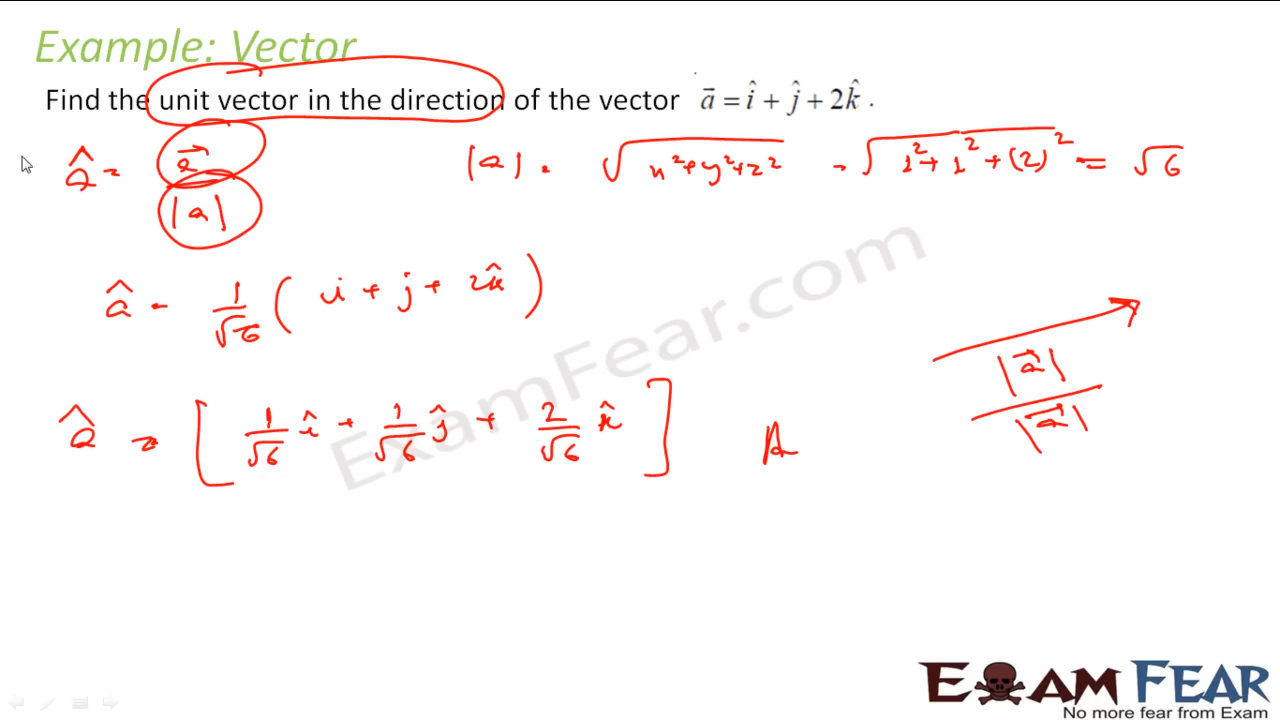 Example: Vector
Find the unit vector in the direction of the vector a⃗ = î + ĵ + 2k̂ .
â = a⃗ / |a|
|a| = √(x² + y² + z²) = √(1² + 1² + (2)²) = √6
â = 1/√6 ( i + j + 2k̂ )
|a⃗| / |a⃗|
â = [ 1/√6 î + 1/√6 ĵ + 2/√6 k̂ ] A
ExamFear.com
EXAM FEAR
No more fear from Exam